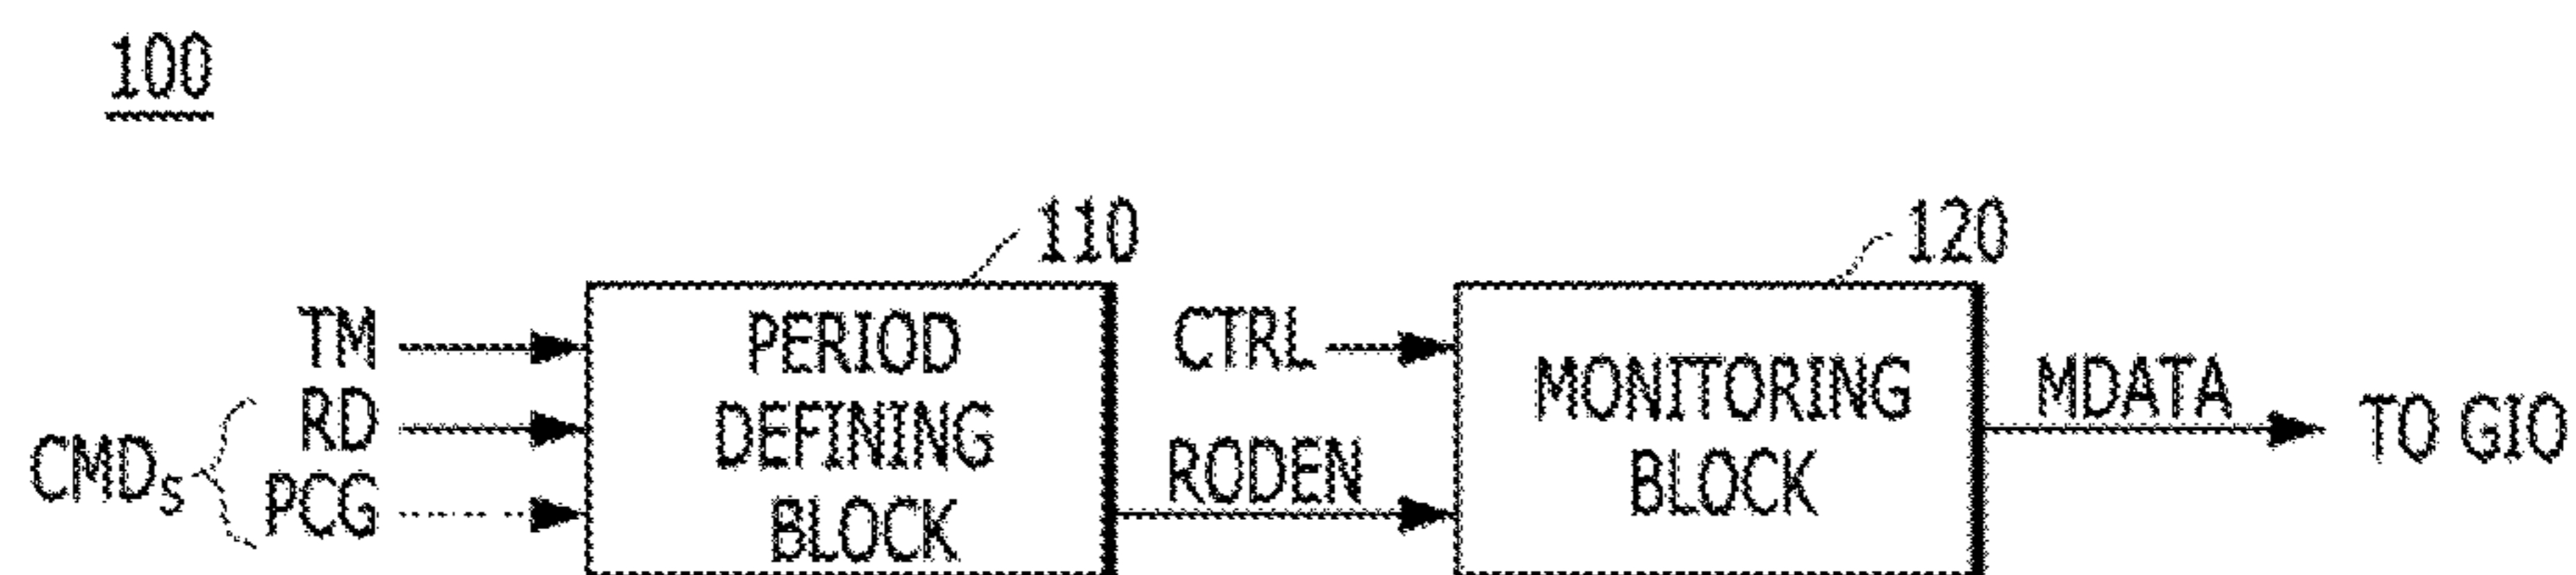 100
110
120
TM
RD
PCG
CMDS
PERIOD
DEFINING
BLOCK
CTRL
RODEN
MONITORING
BLOCK
MDATA
TO GIO